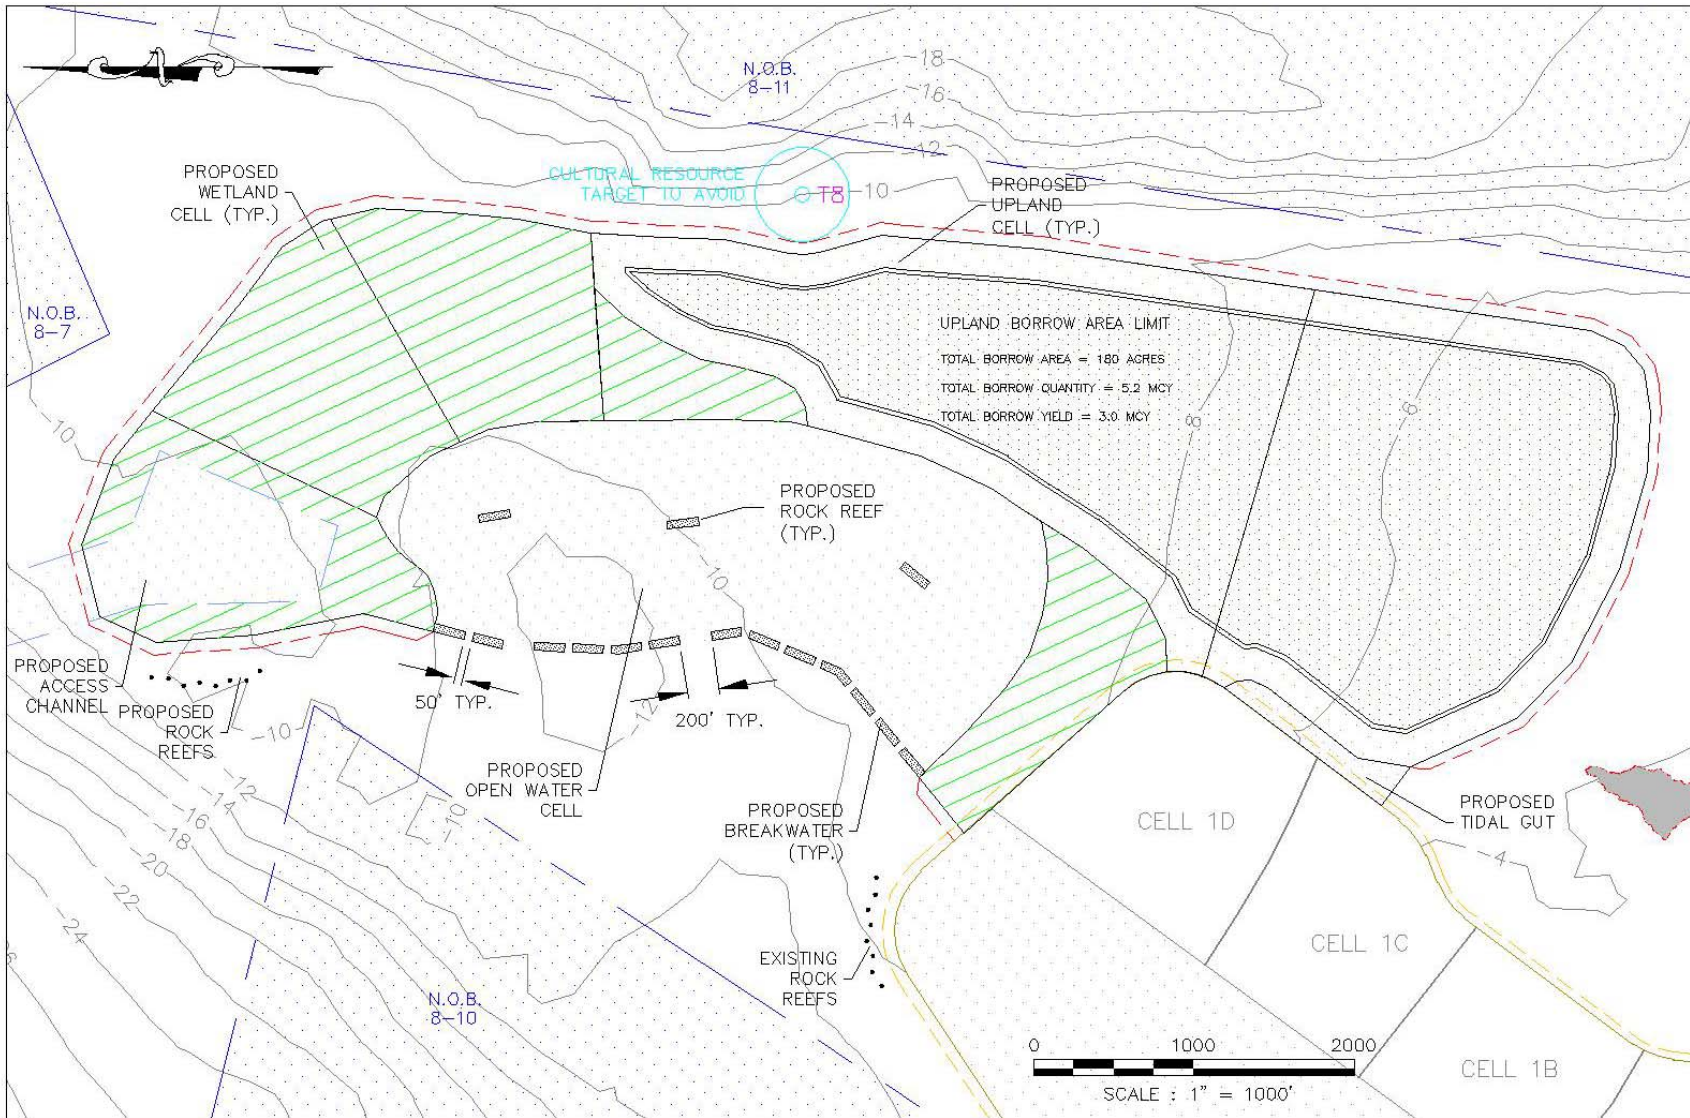 N.O.B.
8-11
-18
-16
-14
-12
-10
CULTURAL RESOURCE
TARGET TO AVOID
T8
PROPOSED
WETLAND
CELL (TYP.)
PROPOSED
UPLAND
CELL (TYP.)
N.O.B.
8-7
UPLAND BORROW AREA LIMIT
TOTAL BORROW AREA = 180 ACRES
TOTAL BORROW QUANTITY = 5.2 MCY
TOTAL BORROW YIELD = 3.0 MCY
-10
8
6
PROPOSED
ROCK REEF
(TYP.)
-10
PROPOSED
ACCESS
CHANNEL
PROPOSED
ROCK
REEFS
50' TYP.
200' TYP.
-12
-10
PROPOSED
OPEN WATER
CELL
-10
PROPOSED
BREAKWATER
(TYP.)
PROPOSED
TIDAL GUT
-4
-12
-14
-16
-18
-20
-22
-24
CELL 1D
CELL 1C
CELL 1B
EXISTING
ROCK
REEFS
N.O.B.
8-10
0 1000 2000
SCALE : 1" = 1000'